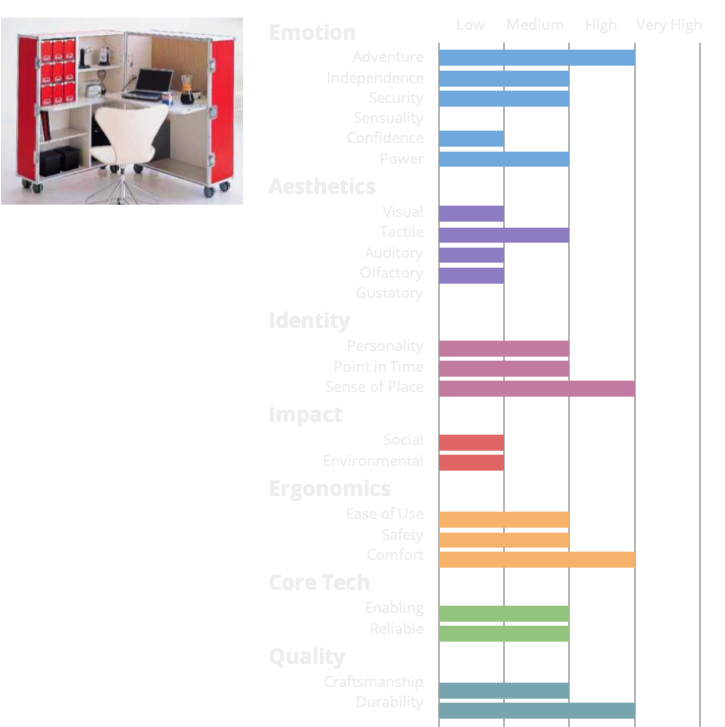 Emotion
Low Medium High Very High
Adventure
Independence
Security
Sensuality
Confidence
Power
Aesthetics
Visual
Tactile
Auditory
Olfactory
Gustatory
Identity
Personality
Point in Time
Sense of Place
Impact
Social
Environmental
Ergonomics
Ease of Use
Safety
Comfort
Core Tech
Enabling
Reliable
Quality
Craftsmanship
Durability